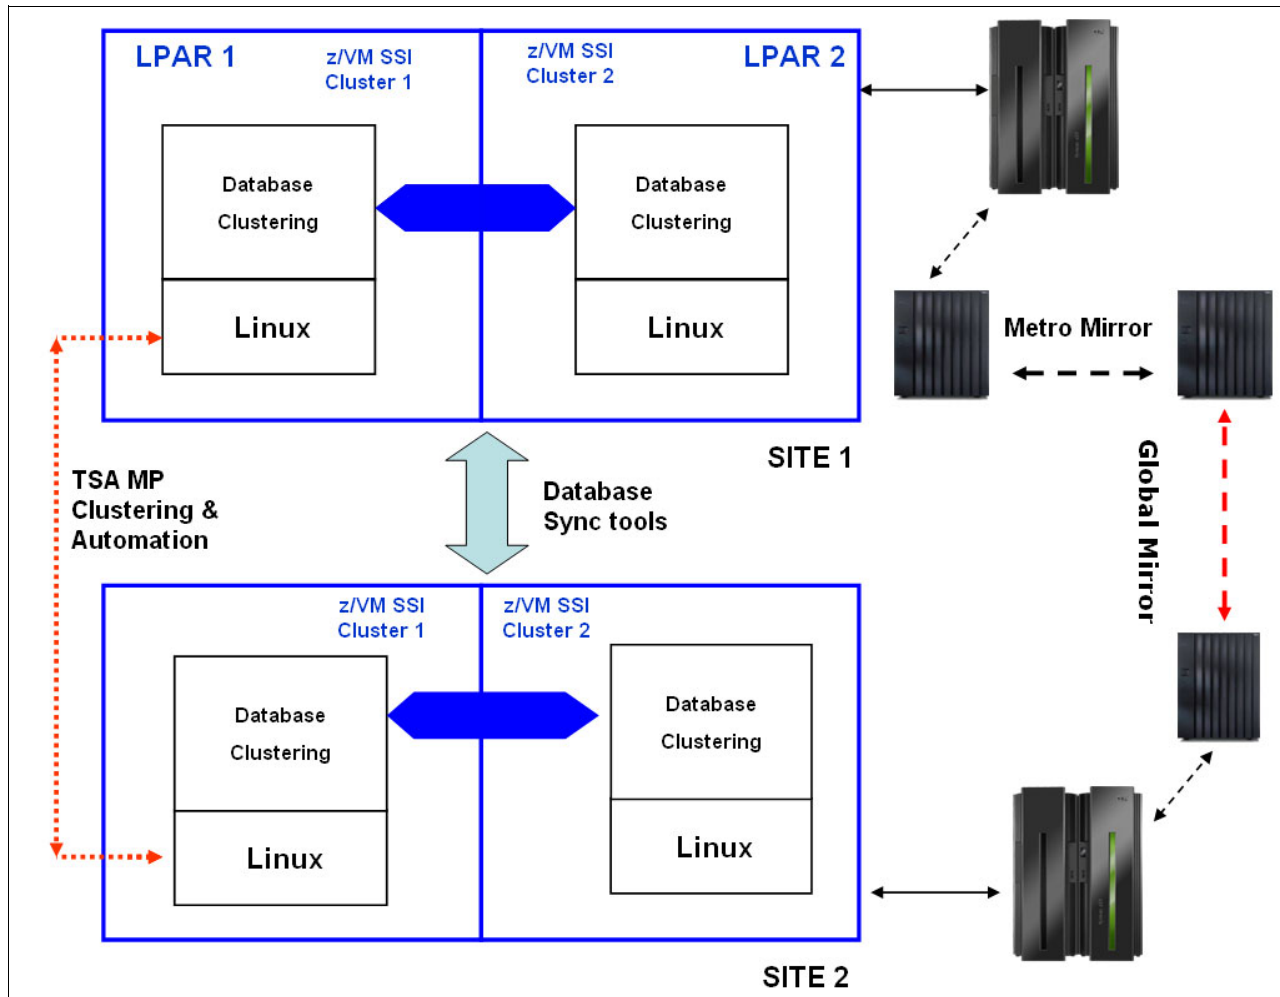 LPAR 1
z/VM SSI
Cluster 1
z/VM SSI
Cluster 2
LPAR 2
Database
Clustering
Linux
Database
Clustering
Linux
Metro Mirror
SITE 1
TSA MP
Clustering &
Automation
Database
Sync tools
Global Mirror
z/VM SSI
Cluster 1
z/VM SSI
Cluster 2
Database
Clustering
Linux
Database
Clustering
Linux
SITE 2